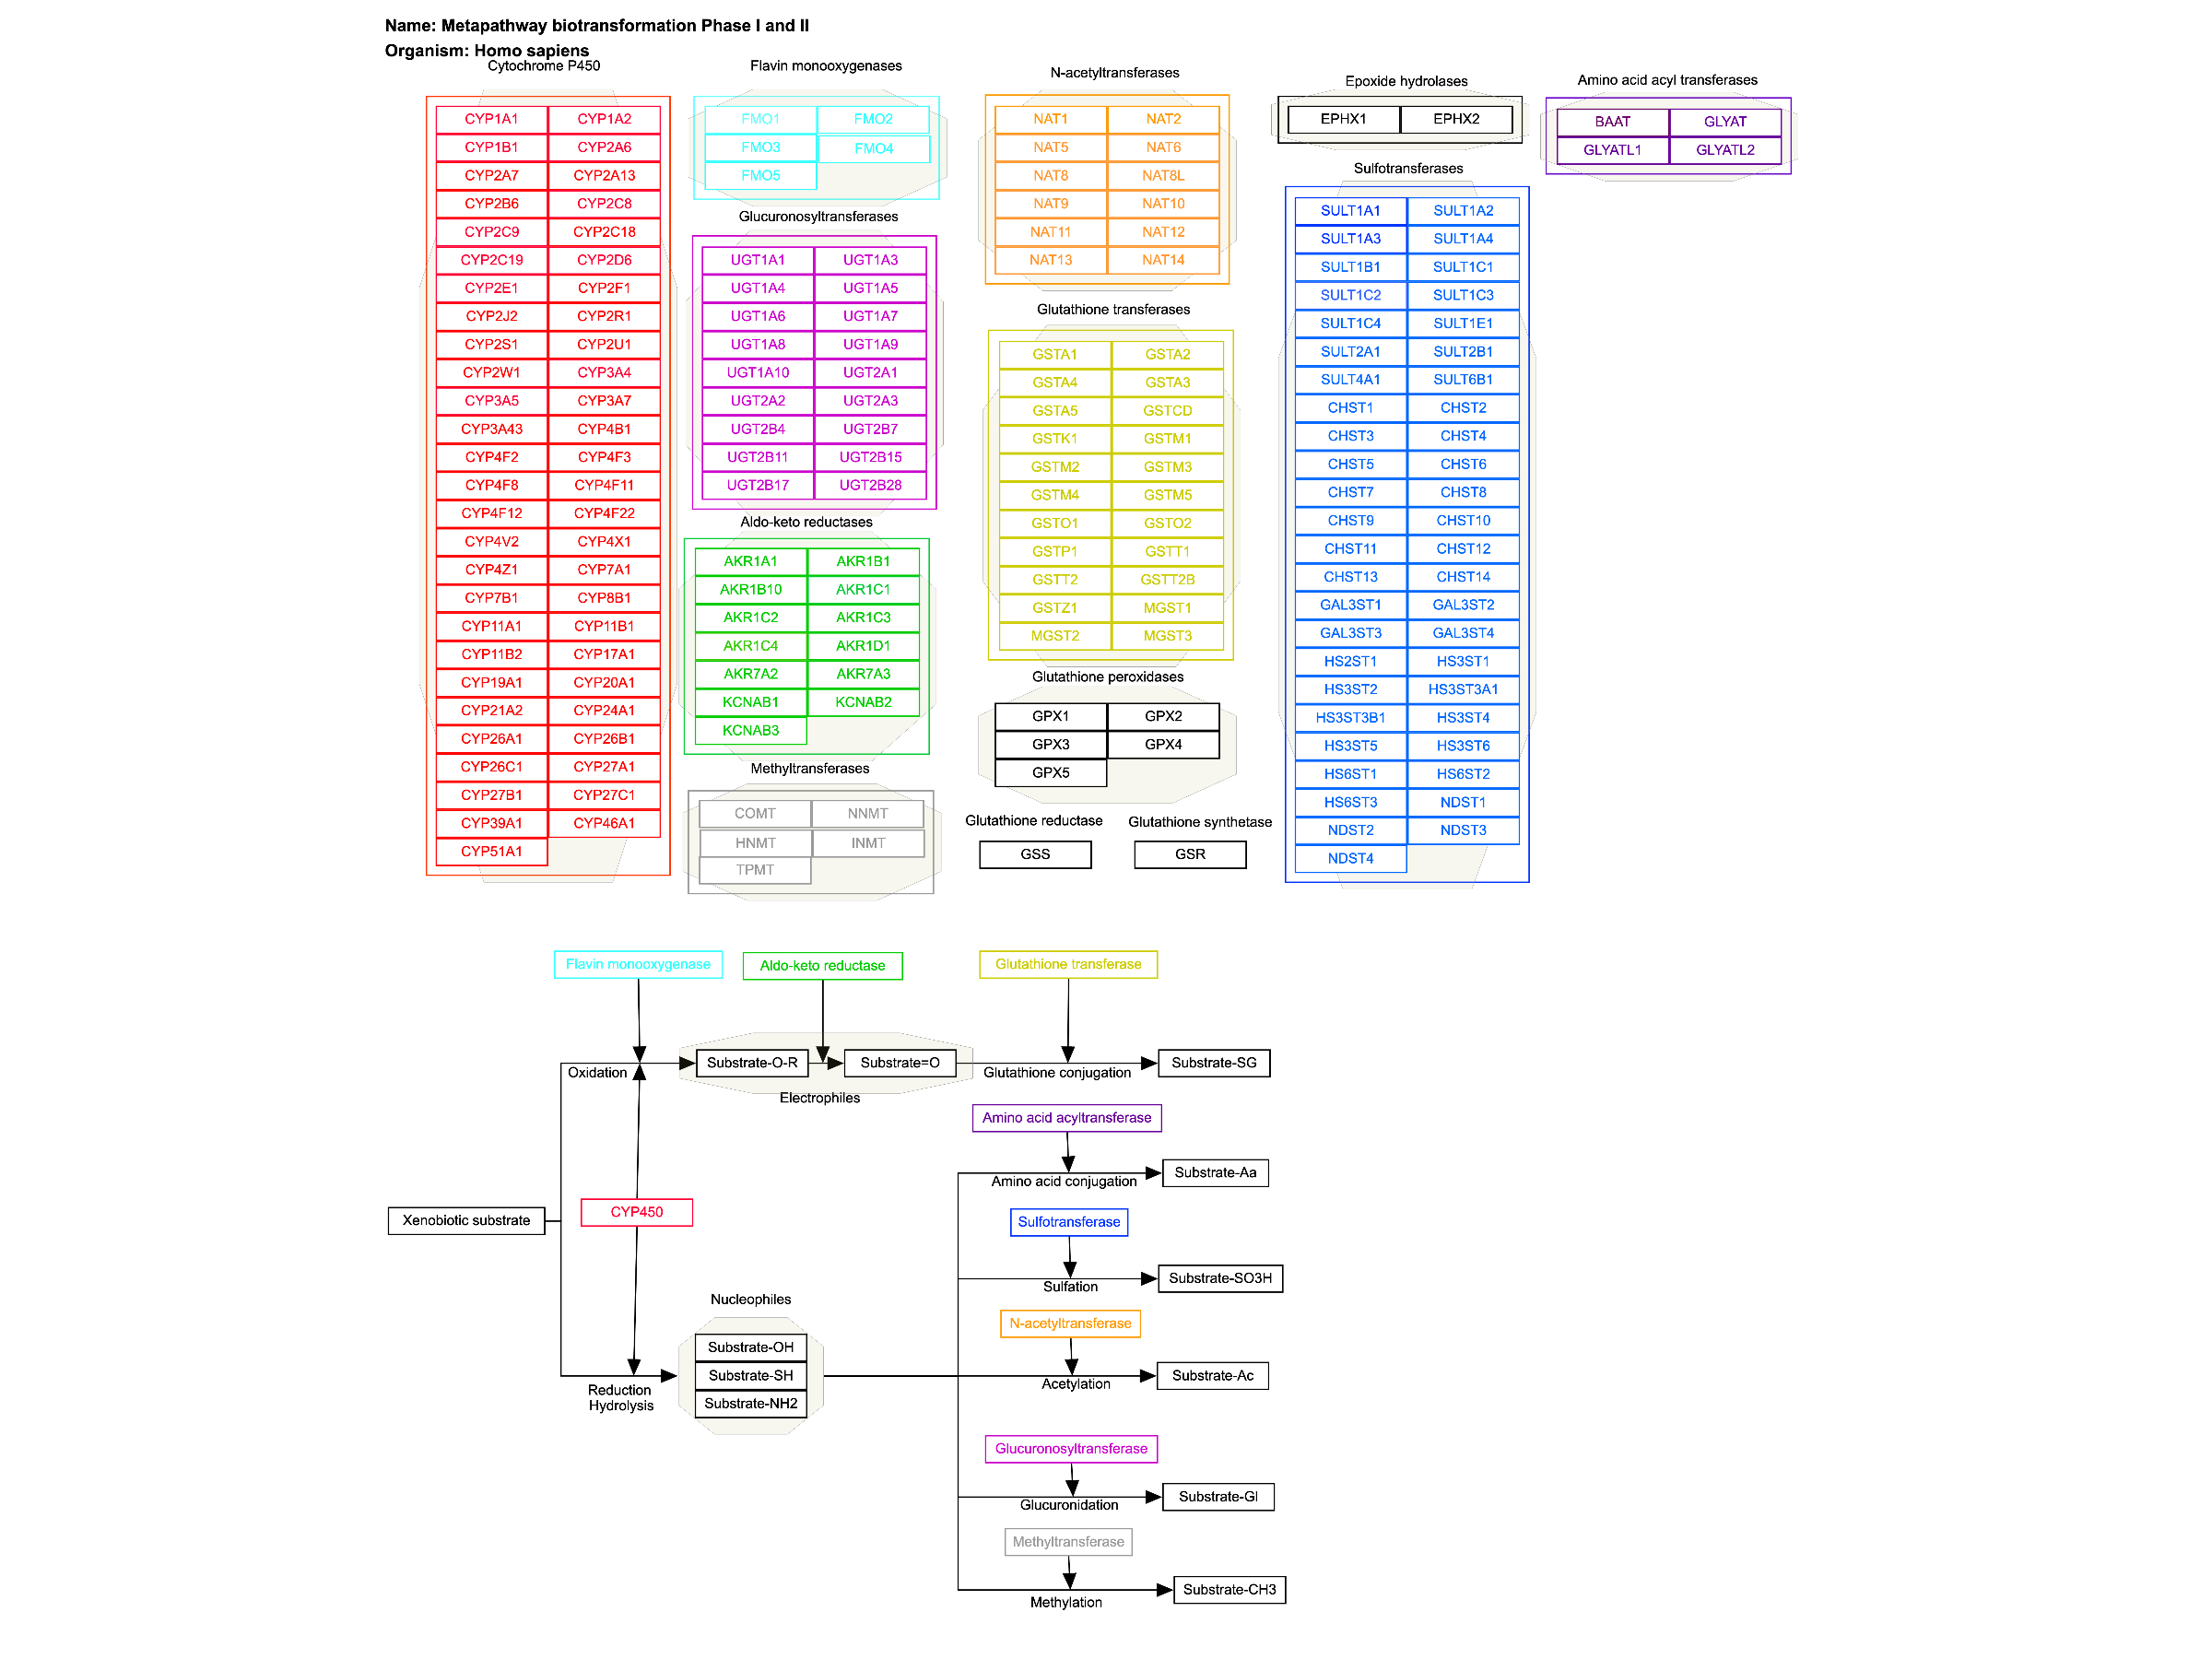 Name: Metapathway biotransformation Phase I and II
Organism: Homo sapiens
Cytochrome P450
CYP1A1 CYP1A2
CYP1B1 CYP2A6
CYP2A7 CYP2A13
CYP2B6 CYP2C8
CYP2C9 CYP2C18
CYP2C19 CYP2D6
CYP2E1 CYP2F1
CYP2J2 CYP2R1
CYP2S1 CYP2U1
CYP2W1 CYP3A4
CYP3A5 CYP3A7
CYP3A43 CYP4B1
CYP4F2 CYP4F3
CYP4F8 CYP4F11
CYP4F12 CYP4F22
CYP4V2 CYP4X1
CYP4Z1 CYP7A1
CYP7B1 CYP8B1
CYP11A1 CYP11B1
CYP11B2 CYP17A1
CYP19A1 CYP20A1
CYP21A2 CYP24A1
CYP26A1 CYP26B1
CYP26C1 CYP27A1
CYP27B1 CYP27C1
CYP39A1 CYP46A1
CYP51A1
Flavin monooxygenases
FMO1 FMO2
FMO3 FMO4
FMO5
Glucuronosyltransferases
UGT1A1 UGT1A3
UGT1A4 UGT1A5
UGT1A6 UGT1A7
UGT1A8 UGT1A9
UGT1A10 UGT2A1
UGT2A2 UGT2A3
UGT2B4 UGT2B7
UGT2B11 UGT2B15
UGT2B17 UGT2B28
Aldo-keto reductases
AKR1A1 AKR1B1
AKR1B10 AKR1C1
AKR1C2 AKR1C3
AKR1C4 AKR1D1
AKR7A2 AKR7A3
KCNAB1 KCNAB2
KCNAB3
Methyltransferases
COMT NNMT
HNMT INMT
TPMT
N-acetyltransferases
NAT1 NAT2
NAT5 NAT6
NAT8 NAT8L
NAT9 NAT10
NAT11 NAT12
NAT13 NAT14
Glutathione transferases
GSTA1 GSTA2
GSTA4 GSTA3
GSTA5 GSTCD
GSTK1 GSTM1
GSTM2 GSTM3
GSTM4 GSTM5
GSTO1 GSTO2
GSTP1 GSTT1
GSTT2 GSTT2B
GSTZ1 MGST1
MGST2 MGST3
Glutathione peroxidases
GPX1 GPX2
GPX3 GPX4
GPX5
Glutathione reductase Glutathione synthetase
GSS GSR
Epoxide hydrolases
EPHX1 EPHX2
Sulfotransferases
SULT1A1 SULT1A2
SULT1A3 SULT1A4
SULT1B1 SULT1C1
SULT1C2 SULT1C3
SULT1C4 SULT1E1
SULT2A1 SULT2B1
SULT4A1 SULT6B1
CHST1 CHST2
CHST3 CHST4
CHST5 CHST6
CHST7 CHST8
CHST9 CHST10
CHST11 CHST12
CHST13 CHST14
GAL3ST1 GAL3ST2
GAL3ST3 GAL3ST4
HS2ST1 HS3ST1
HS3ST2 HS3ST3A1
HS3ST3B1 HS3ST4
HS3ST5 HS3ST6
HS6ST1 HS6ST2
HS6ST3 NDST1
NDST2 NDST3
NDST4
Amino acid acyl transferases
BAAT GLYAT
GLYATL1 GLYATL2
Flavin monooxygenase Aldo-keto reductase Glutathione transferase
Substrate-O-R Substrate=O Substrate-SG
Oxidation Glutathione conjugation
Electrophiles
Amino acid acyltransferase
Substrate-Aa
Amino acid conjugation
CYP450
Xenobiotic substrate
Sulfotransferase
Substrate-SO3H
Sulfation
Nucleophiles
N-acetyltransferase
Substrate-OH
Substrate-SH
Substrate-NH2
Substrate-Ac
Acetylation
Reduction
Hydrolysis
Glucuronosyltransferase
Substrate-Gl
Glucuronidation
Methyltransferase
Substrate-CH3
Methylation